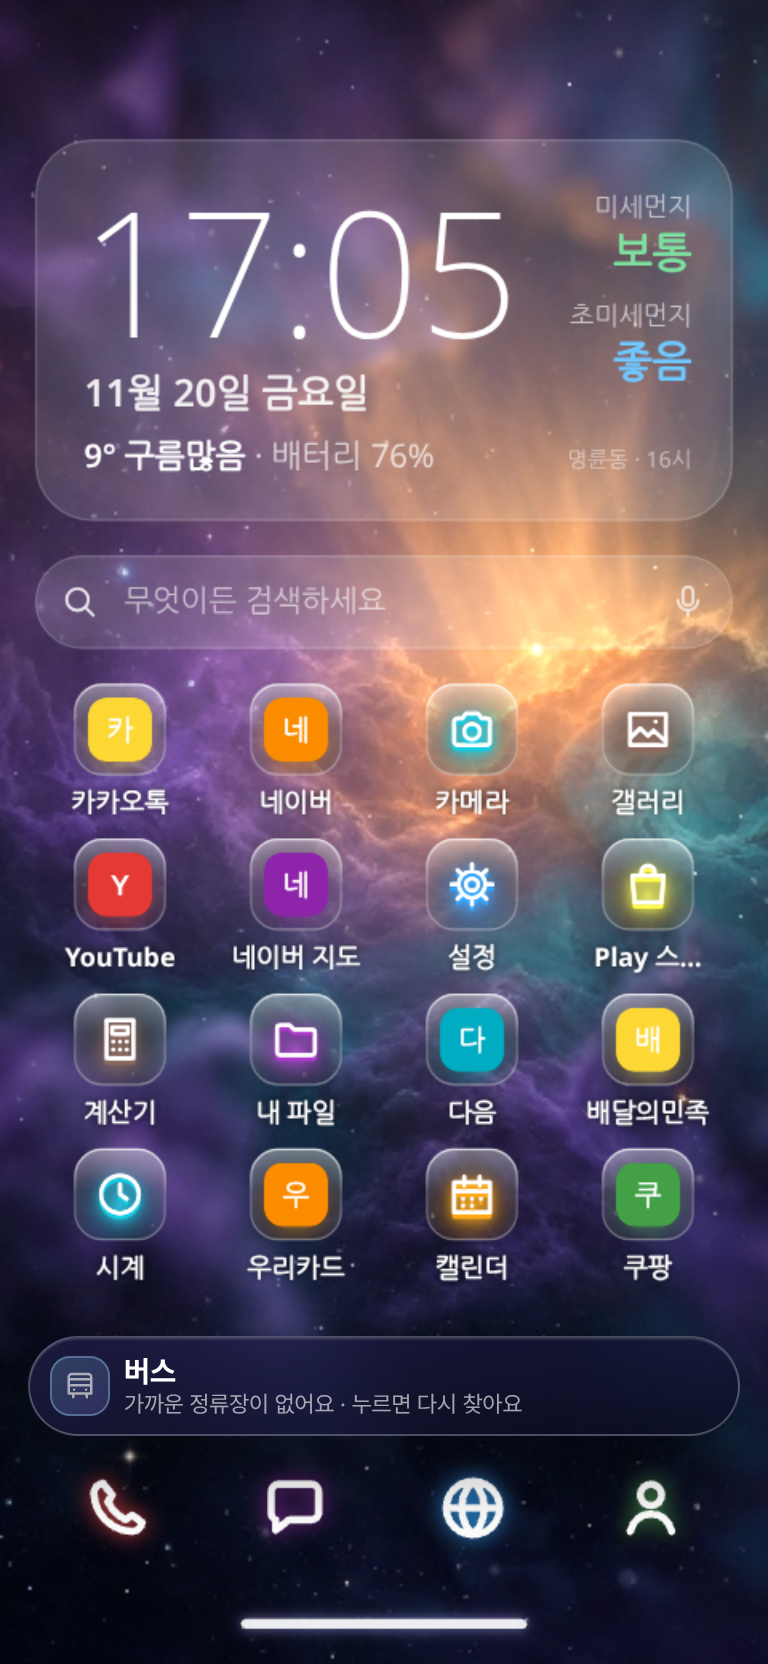 17:05
미세먼지
보통
초미세먼지
좋음
11월 20일 금요일
9° 구름많음 · 배터리 76%
명륜동 · 16시
무엇이든 검색하세요
카 네
카카오톡 네이버 카메라 갤러리
Y 네
YouTube 네이버 지도 설정 Play 스...
다 배
계산기 내 파일 다음 배달의민족
우 쿠
시계 우리카드 캘린더 쿠팡
버스
가까운 정류장이 없어요 · 누르면 다시 찾아요